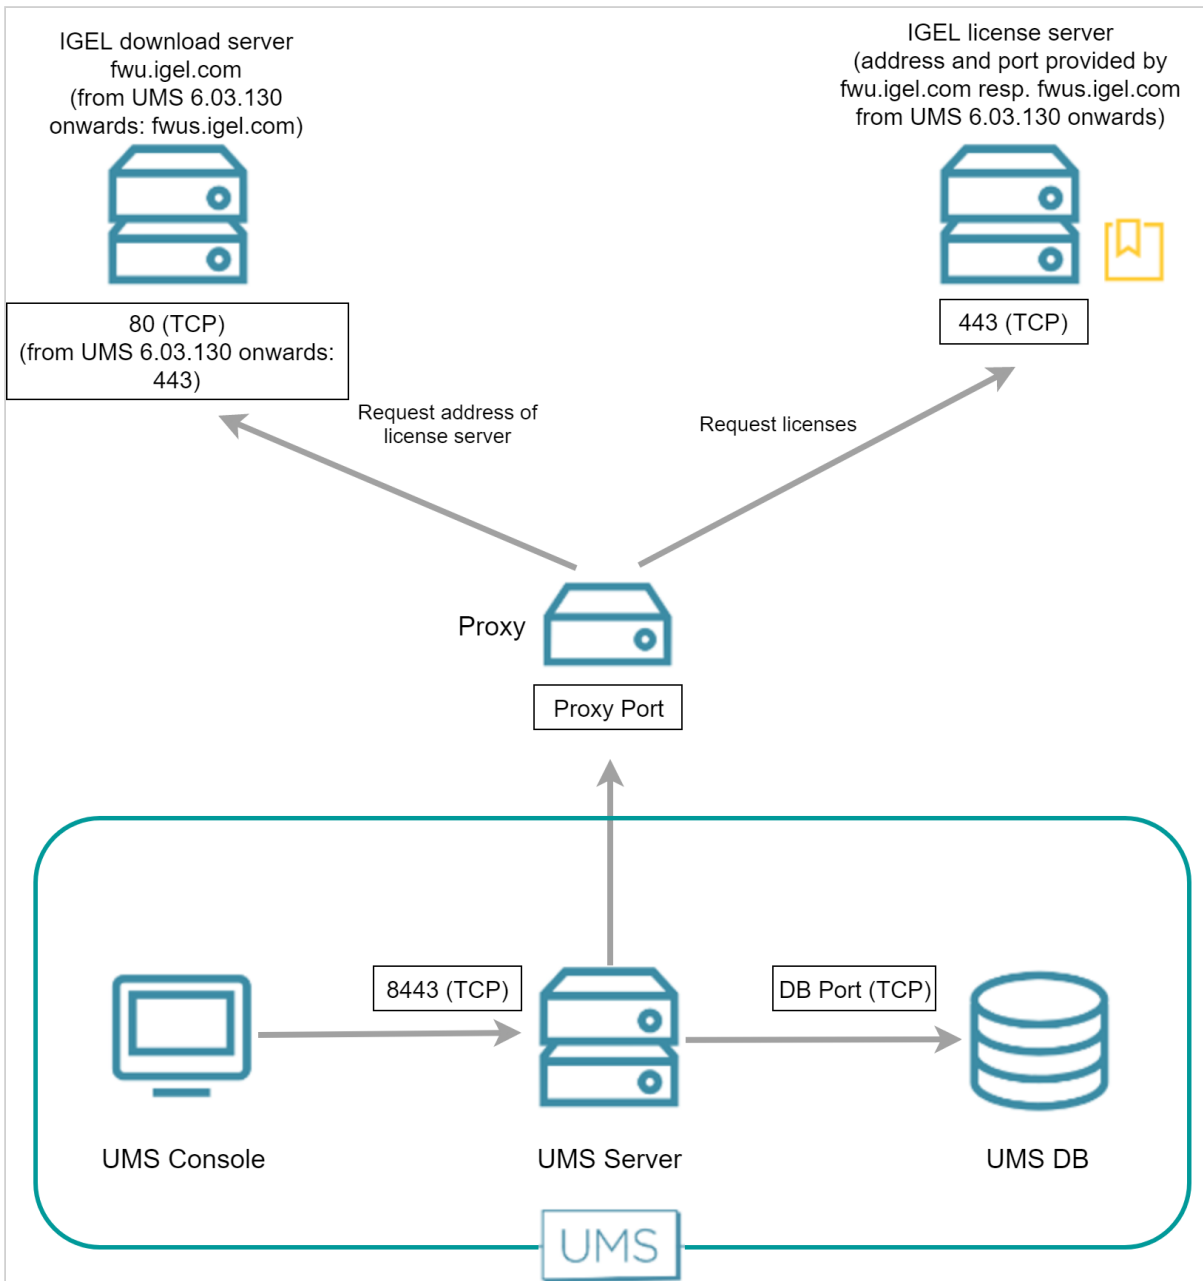 IGEL download server
fwu.igel.com
(from UMS 6.03.130
onwards: fwus.igel.com)
IGEL license server
(address and port provided by
fwu.igel.com resp. fwus.igel.com
from UMS 6.03.130 onwards)
80 (TCP)
(from UMS 6.03.130 onwards:
443)
443 (TCP)
Request address of
license server
Request licenses
Proxy
Proxy Port
8443 (TCP)
DB Port (TCP)
UMS Console
UMS Server
UMS DB
UMS